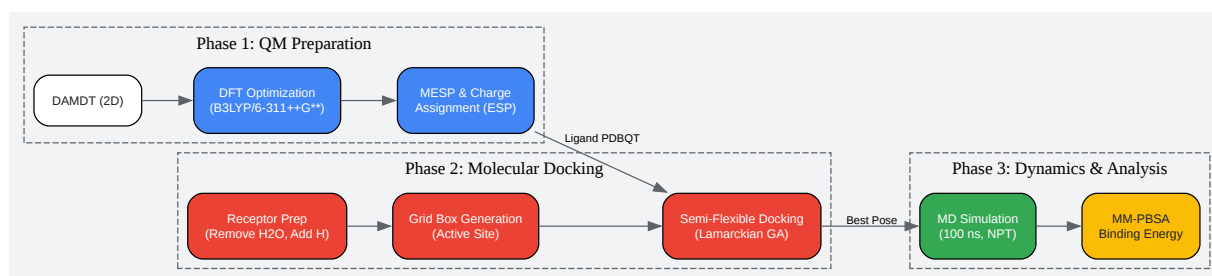 Phase 1: QM Preparation
DAMDT (2D)
DFT Optimization
(B3LYP/6-311++G**)
MESP & Charge
Assignment (ESP)
Ligand PDBQT
Phase 2: Molecular Docking
Receptor Prep
(Remove H2O, Add H)
Grid Box Generation
(Active Site)
Semi-Flexible Docking
(Lamarckian GA)
Best Pose
Phase 3: Dynamics & Analysis
MD Simulation
(100 ns, NPT)
MM-PBSA
Binding Energy